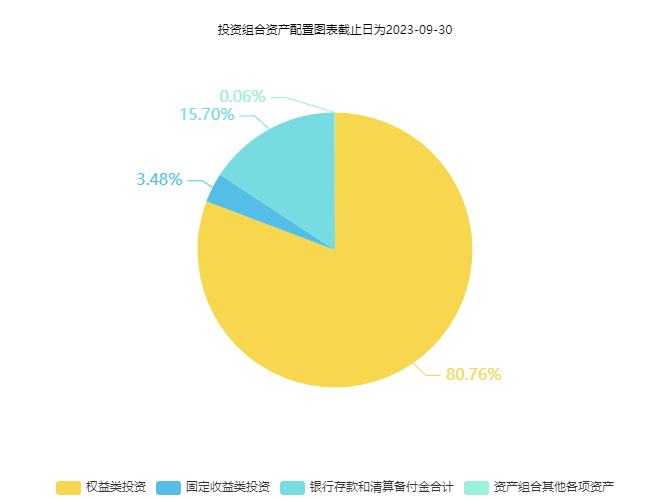 投资组合资产配置图表截止日为2023-09-30
0.06%
15.70%
3.48%
80.76%
权益类投资 固定收益类投资 银行存款和清算备付金合计 资产组合其他各项资产